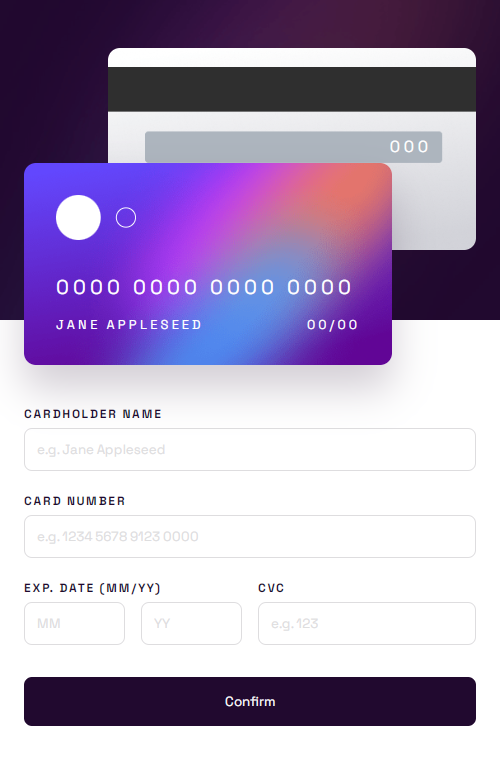 000
0000 0000 0000 0000
JANE APPLESEED 00/00
CARDHOLDER NAME
e.g. Jane Appleseed
CARD NUMBER
e.g. 1234 5678 9123 0000
EXP. DATE (MM/YY) CVC
MM YY e.g. 123
Confirm